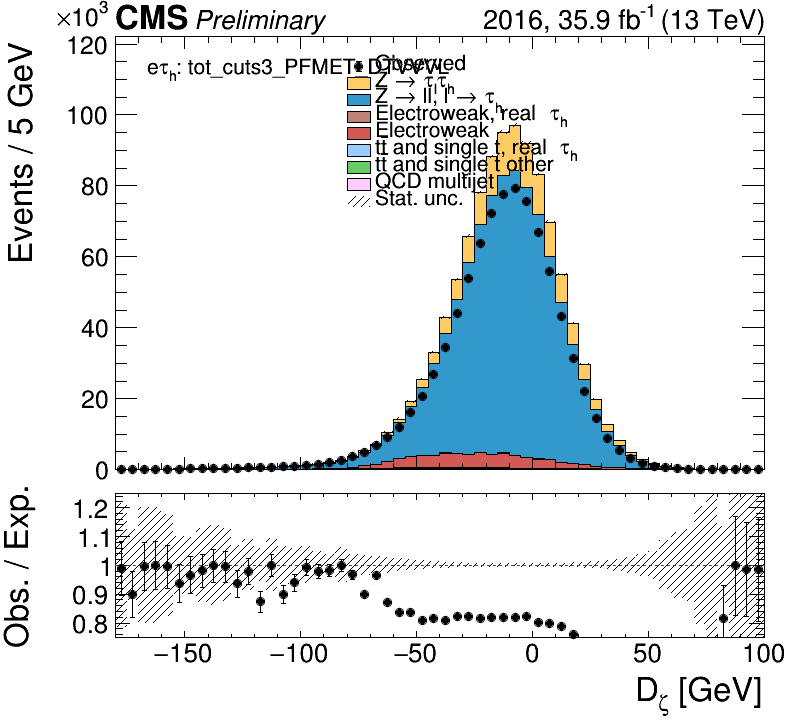 ×10³ CMS Preliminary 2016, 35.9 fb⁻¹ (13 TeV)
Events / 5 GeV
120
100
80
60
40
20
0
eτh: tot_cuts3_PFMET DTVVVL
Observed
Z → τlτh
Z → ll, l → τh
Electroweak, real τh
Electroweak
tt and single t, real τh
tt and single t other
QCD multijet
Stat. unc.
Obs. / Exp.
1.2
1.1
1
0.9
0.8
−150 −100 −50 0 50 100
Dζ [GeV]